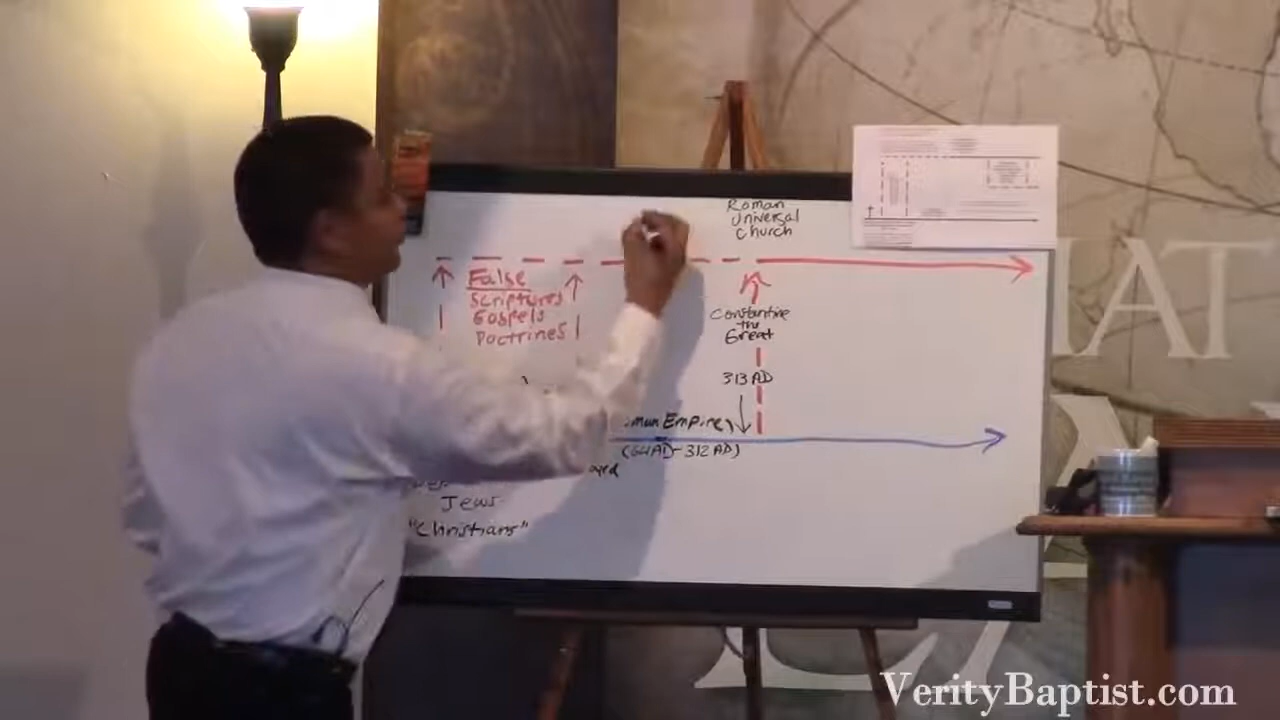 Roman
Universal
Church
False
Scriptures
Gospels
Doctrines
Constantine
the
Great
313 AD
Empire)
(64AD-312 AD)
Jews
"Christians"
VerityBaptist.com